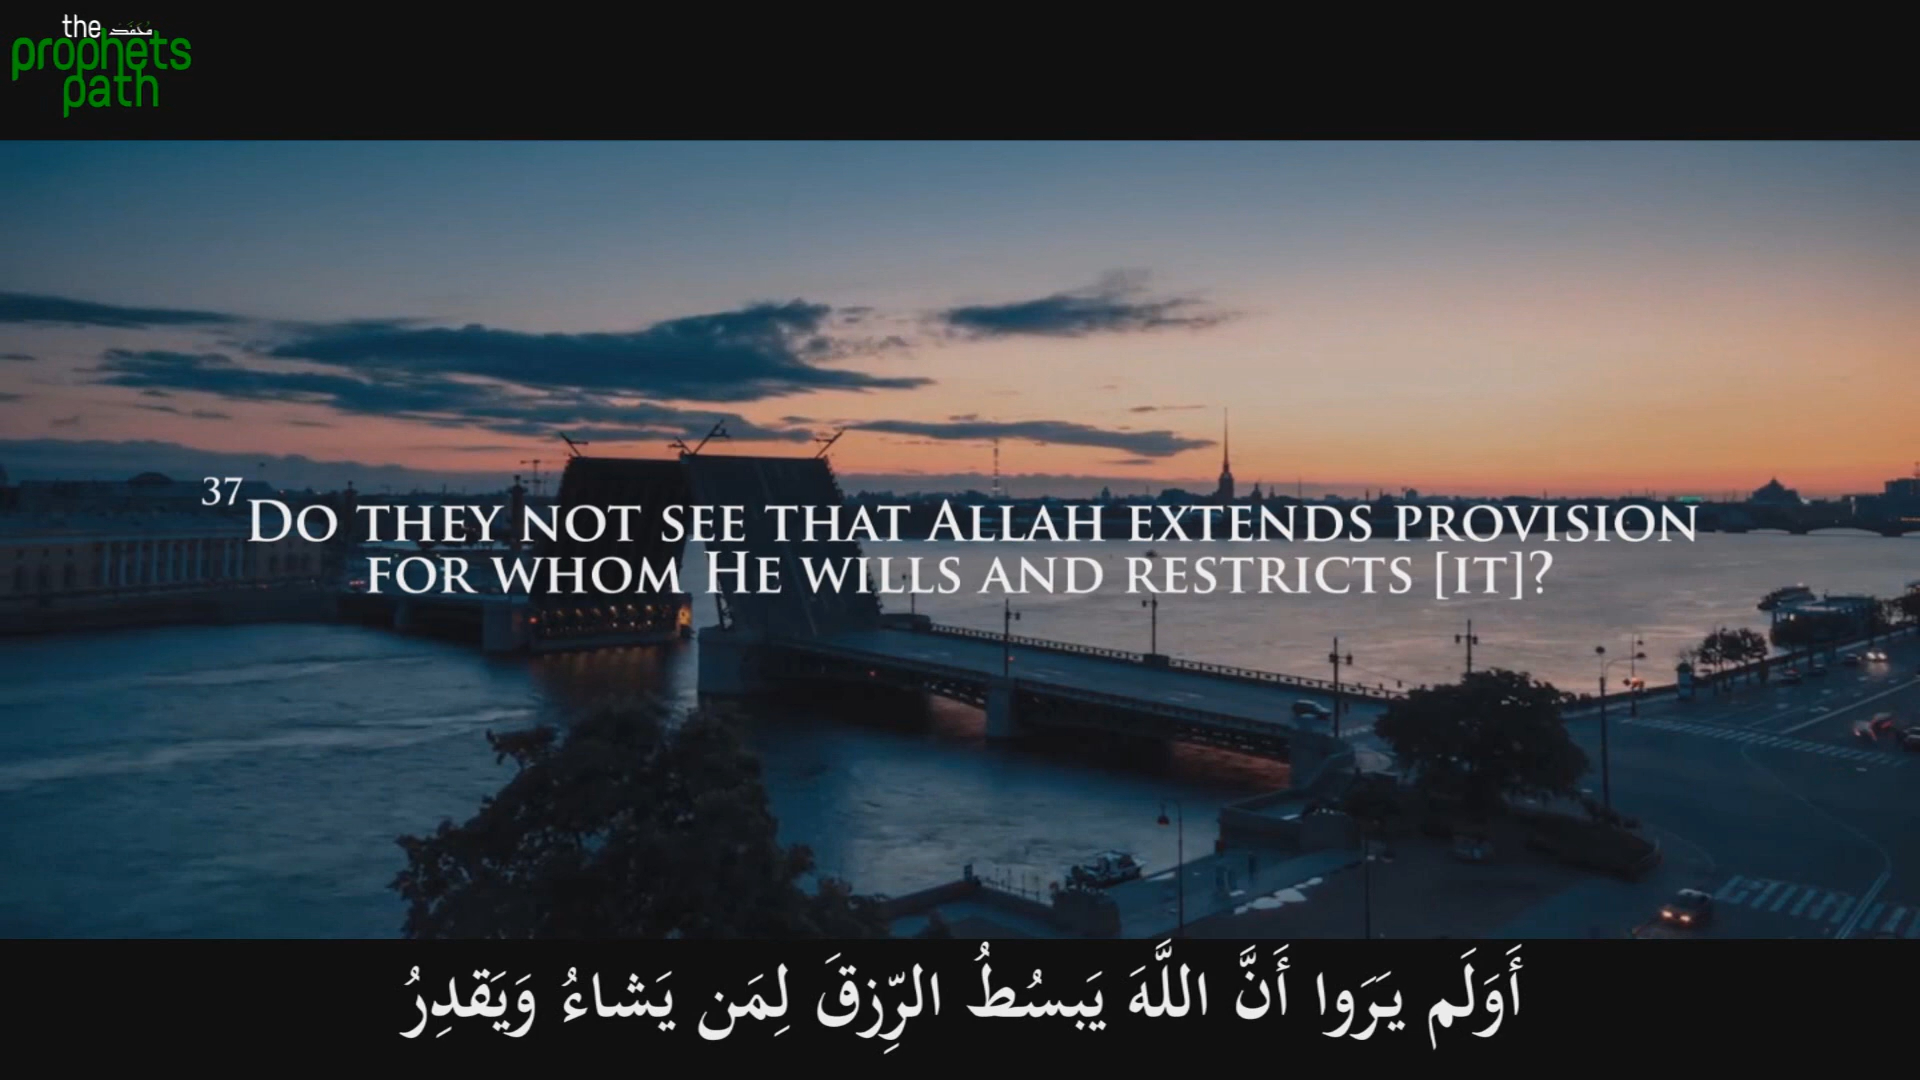 the مُحَمَّد
prophets
path
37 Do they not see that Allah extends provision
for whom He wills and restricts [it]?
أَوَلَم يَرَوا أَنَّ اللَّهَ يَبسُطُ الرِّزقَ لِمَن يَشاءُ وَيَقدِرُ